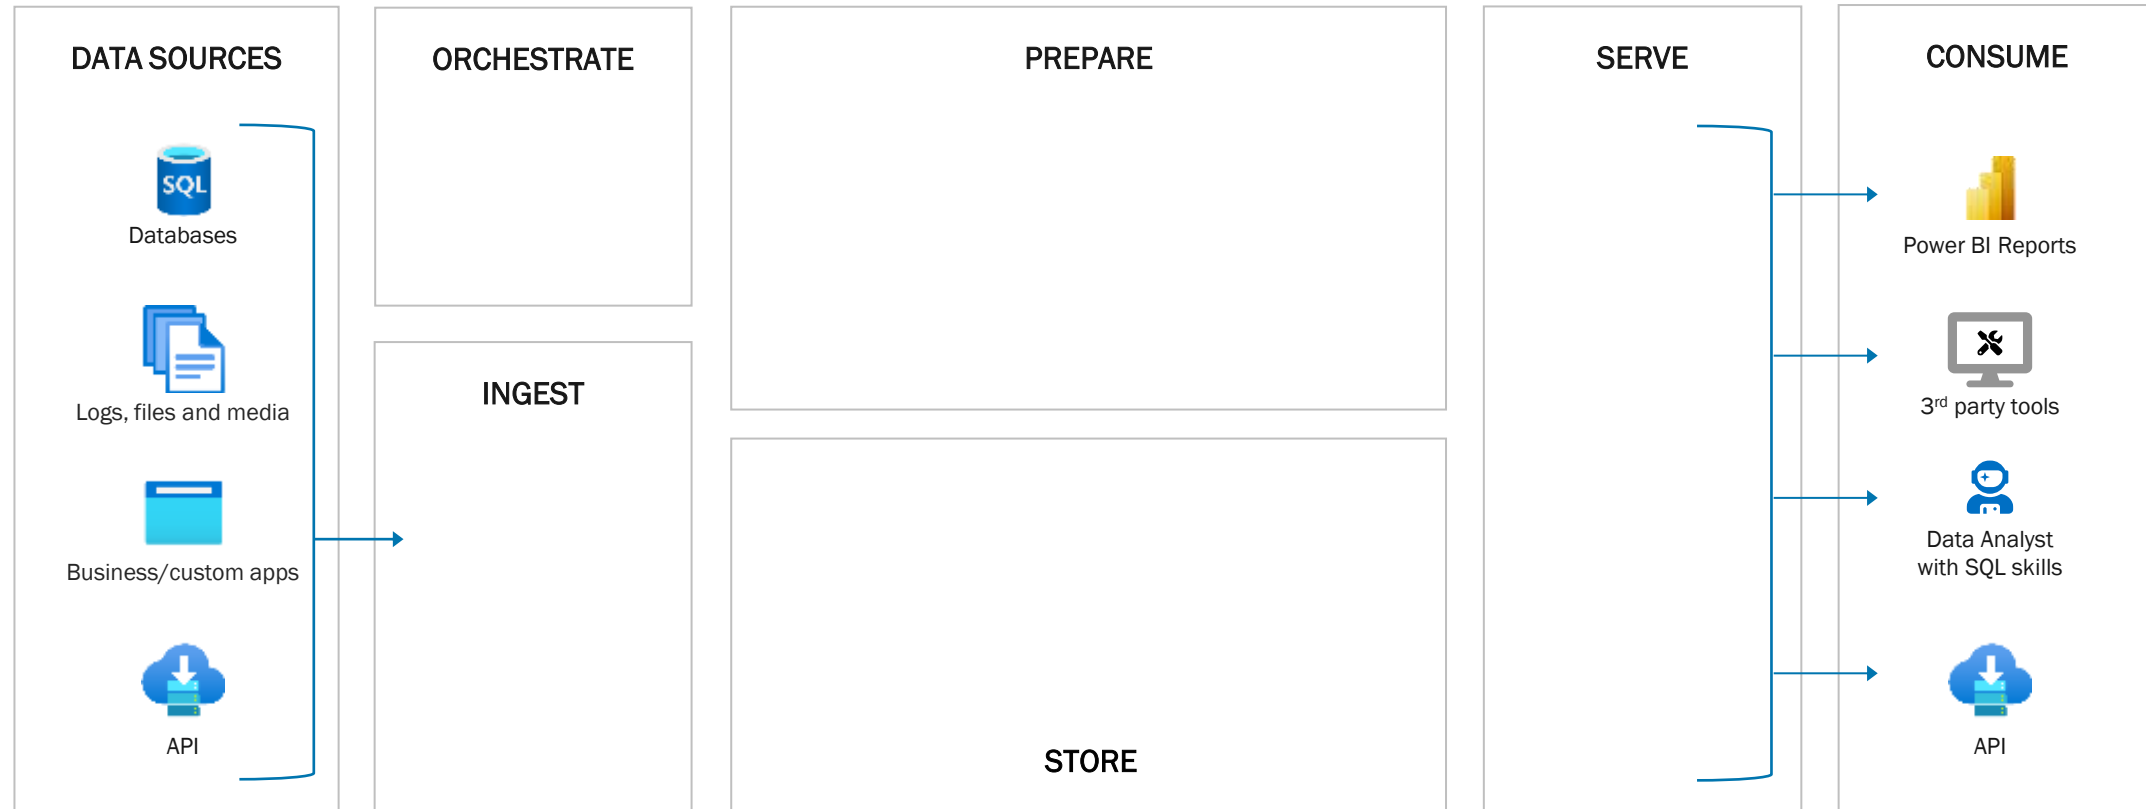 DATA SOURCES
SQL
Databases
Logs, files and media
Business/custom apps
API
ORCHESTRATE
INGEST
PREPARE
STORE
SERVE
CONSUME
Power BI Reports
3rd party tools
Data Analyst
with SQL skills
API